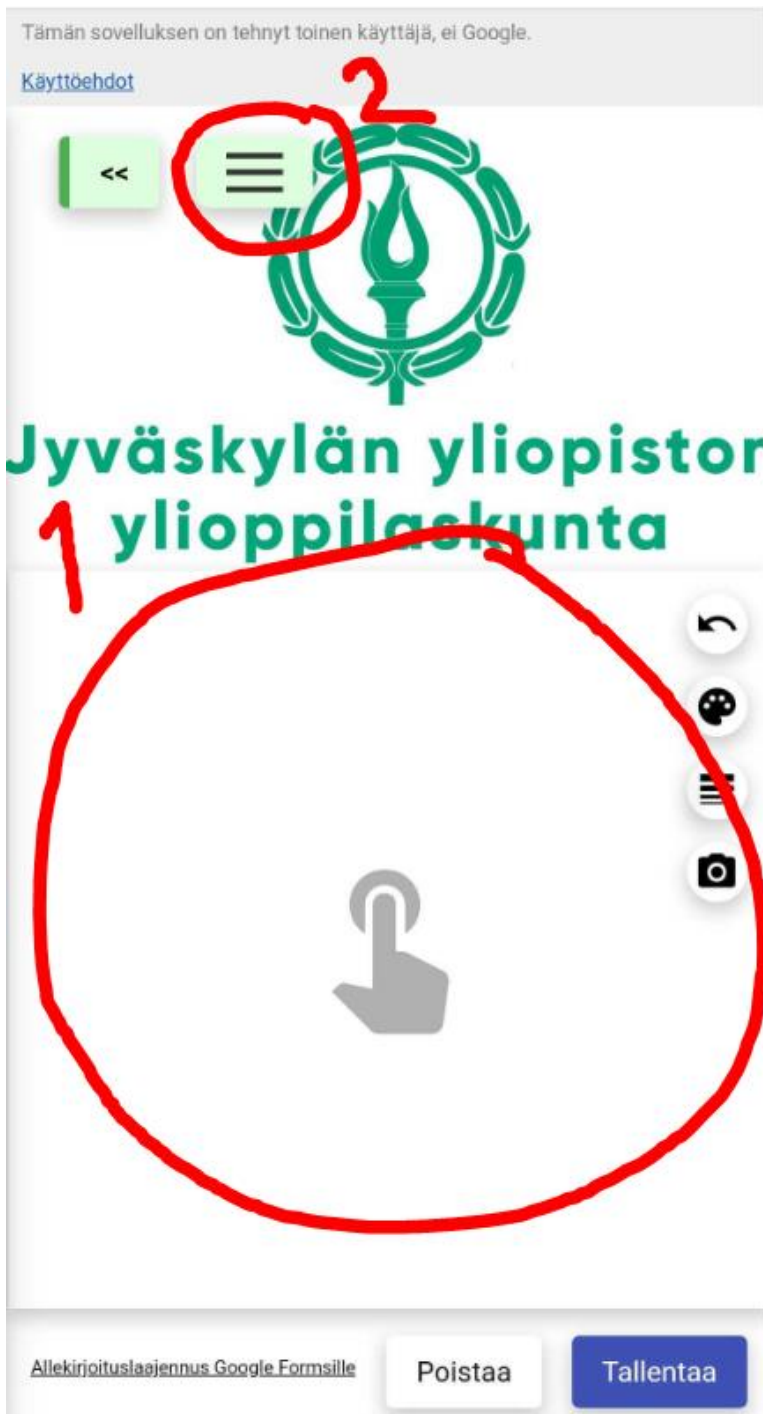 Tämän sovelluksen on tehnyt toinen käyttäjä, ei Google.
Käyttöehdot
2
<<
Jyväskylän yliopiston
1
ylioppilaskunta
Allekirjoituslaajennus Google Formsille
Poistaa
Tallentaa